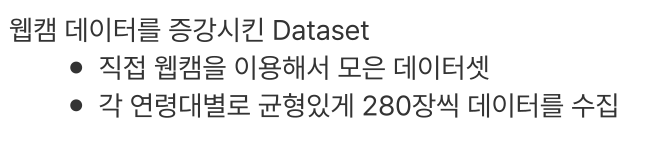 웹캠 데이터를 증강시킨 Dataset
• 직접 웹캠을 이용해서 모은 데이터셋
• 각 연령대별로 균형있게 280장씩 데이터를 수집